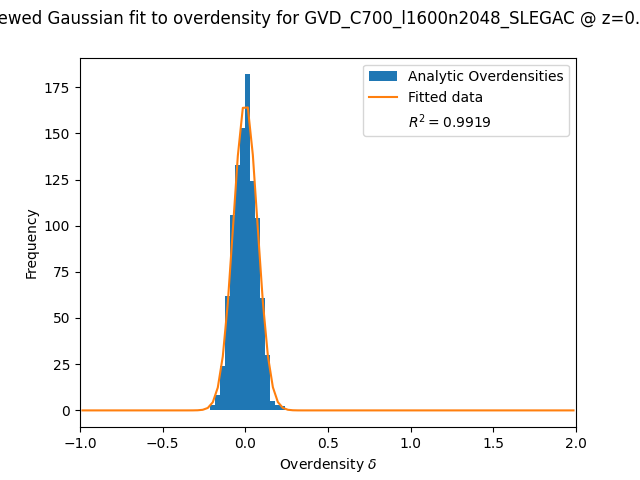 ewed Gaussian fit to overdensity for GVD_C700_l1600n2048_SLEGAC @ z=0.
Analytic Overdensities
Fitted data
R² = 0.9919
Frequency
175
150
125
100
75
50
25
0
−1.0 −0.5 0.0 0.5 1.0 1.5 2.0
Overdensity δ